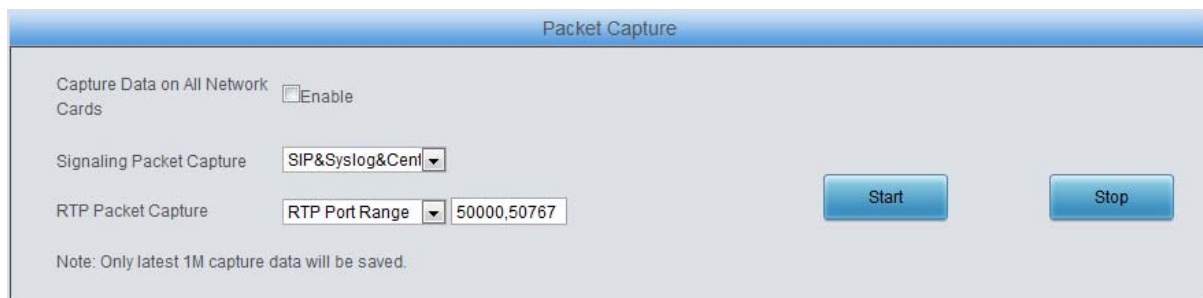 Packet Capture
Capture Data on All Network
Cards
Enable
Signaling Packet Capture
SIP&Syslog&Cent
RTP Packet Capture
RTP Port Range
50000,50767
Start
Stop
Note: Only latest 1M capture data will be saved.